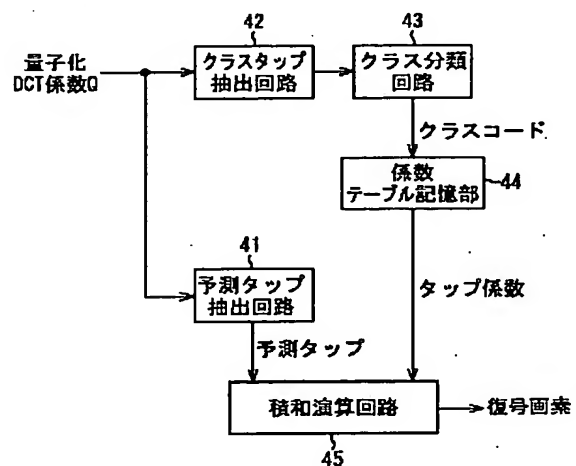 42
43
量子化
DCT係数Q
クラスタップ
抽出回路
クラス分類
回路
クラスコード
係数
テーブル記憶部
44
41
予測タップ
抽出回路
タップ係数
予測タップ
積和演算回路
復号画素
45